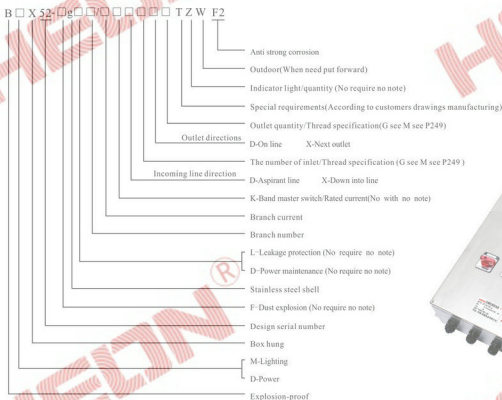 B□X52-□g□□/□□□□□□TZW F2
Anti strong corrosion
Outdoor(When need put forward)
Indicator light/quantity (No require no note)
Special requirements(According to customers drawings manufacturing)
Outlet quantity/Thread specification(G see M see P249)
Outlet directions
D-On line X-Next outlet
The number of inlet/Thread specification (G see M see P249 )
Incoming line direction
D-Aspirant line X-Down into line
K-Band master switch/Rated current(No with no note)
Branch current
Branch number
L-Leakage protection (No require no note)
D-Power maintenance (No require no note)
Stainless steel shell
F-Dust explosion (No require no note)
Design serial number
Box hung
M-Lighting
D-Power
Explosion-proof
HELON
®